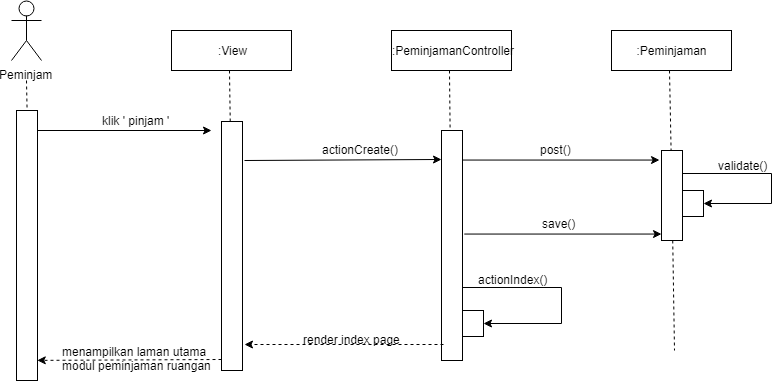 Peminjam
:View
:PeminjamanController
:Peminjaman
klik ' pinjam '
actionCreate()
post()
validate()
save()
actionIndex()
render index page
menampilkan laman utama
modul peminjaman ruangan